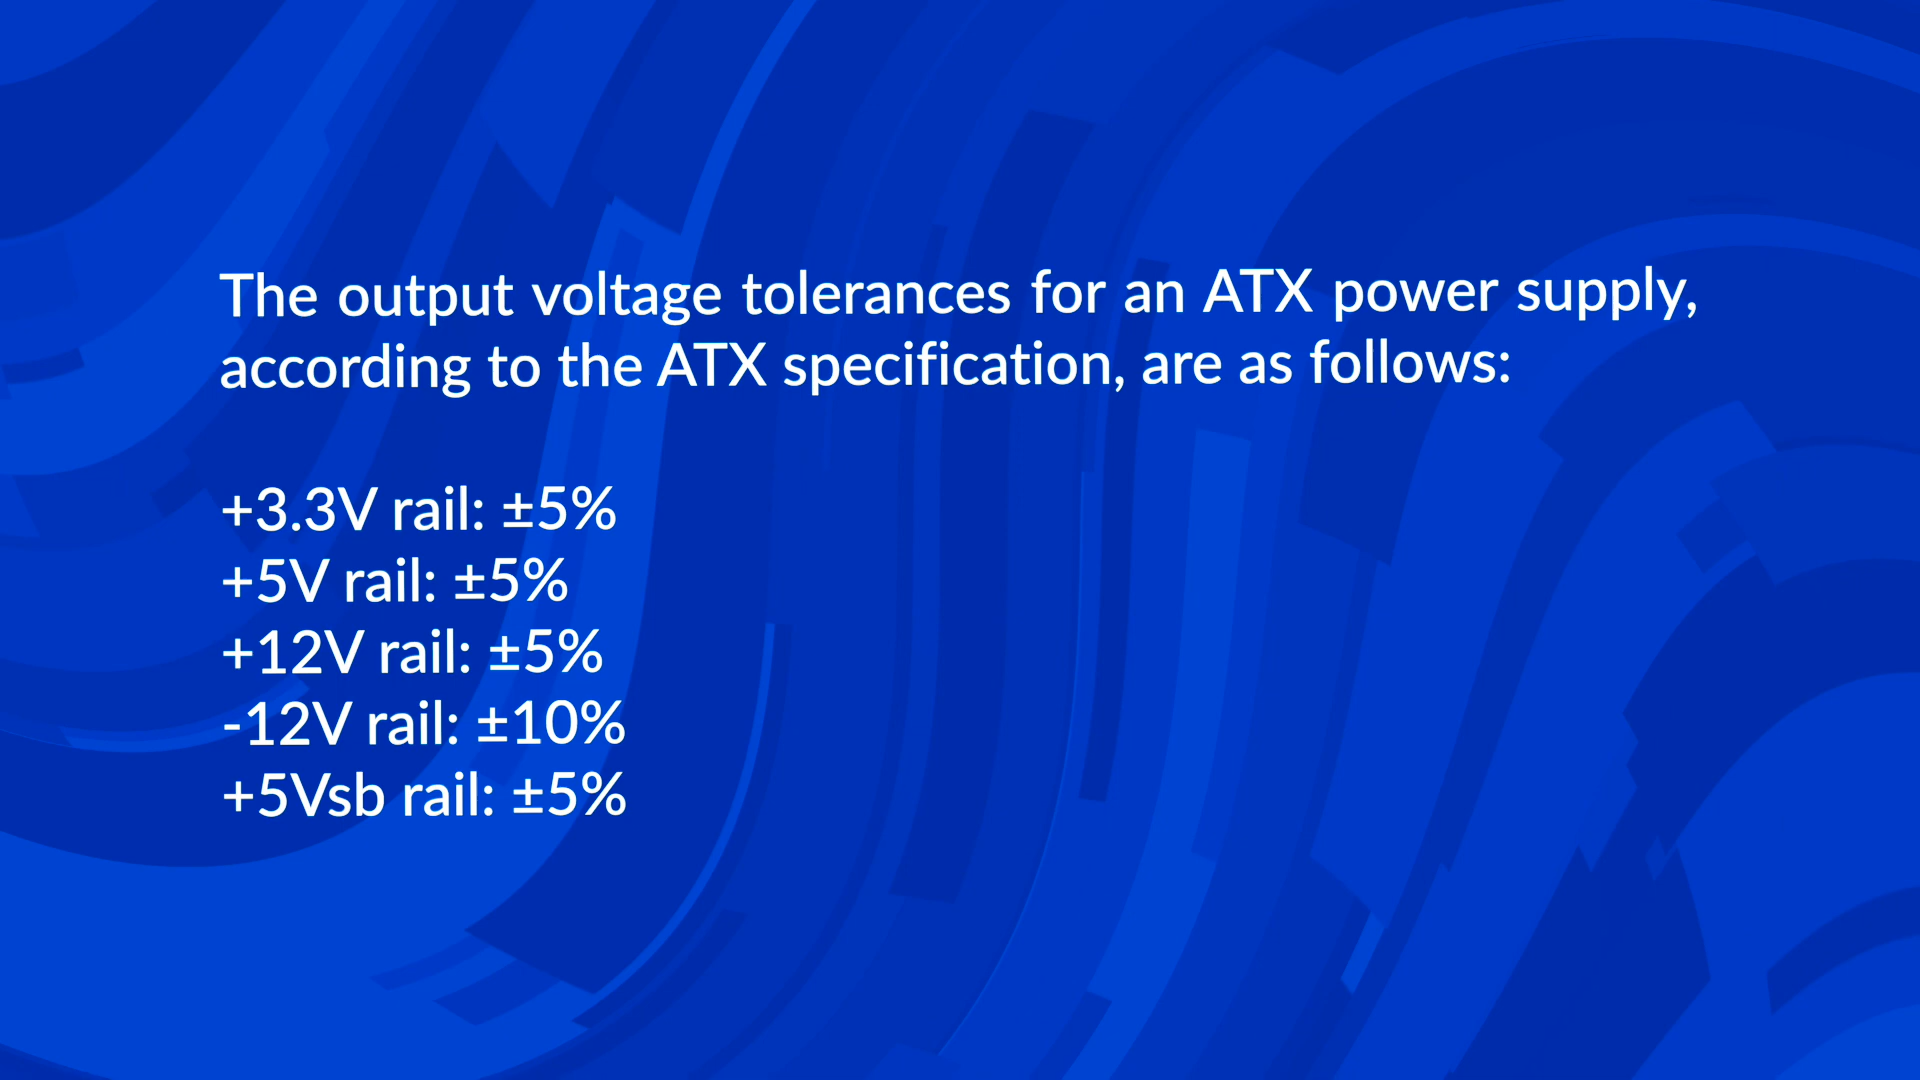 The output voltage tolerances for an ATX power supply,
according to the ATX specification, are as follows:
+3.3V rail: ±5%
+5V rail: ±5%
+12V rail: ±5%
-12V rail: ±10%
+5Vsb rail: ±5%